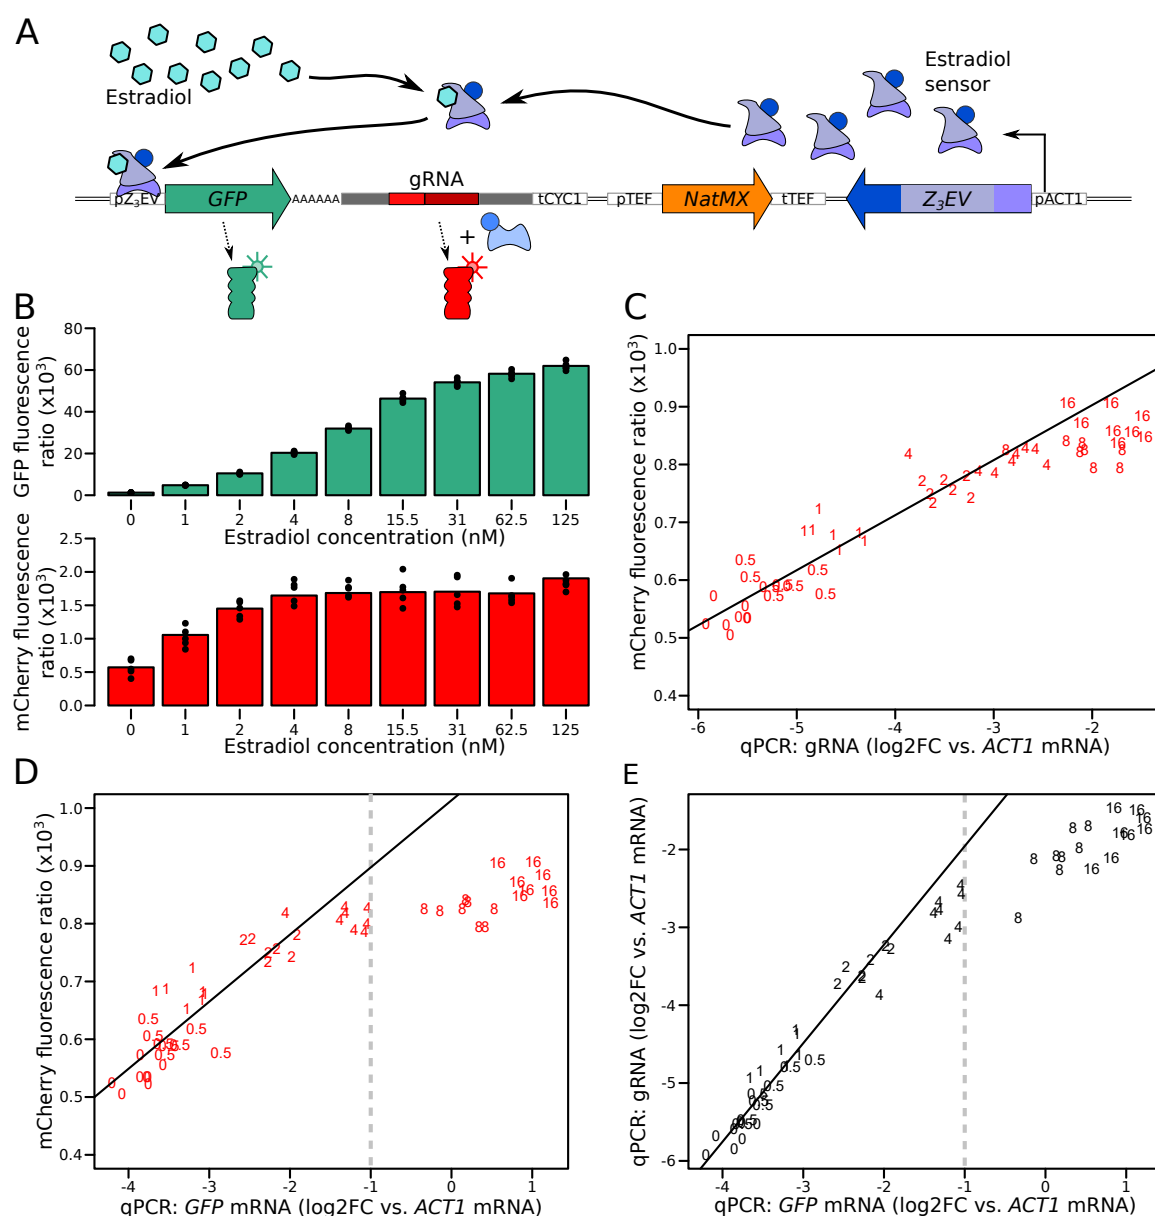 A
Estradiol
Estradiol
sensor
pZ3EV
GFP
AAAAAA
gRNA
tCYC1
pTEF
NatMX
tTEF
Z3EV
pACT1
+
B
GFP fluorescence
ratio (x10³)
80
60
40
20
0
0 1 2 4 8 15.5 31 62.5 125
Estradiol concentration (nM)
mCherry fluorescence
ratio (x10³)
2.5
2.0
1.5
1.0
0.5
0.0
0 1 2 4 8 15.5 31 62.5 125
Estradiol concentration (nM)
C
mCherry fluorescence ratio (x10³)
1.0
0.9
0.8
0.7
0.6
0.5
0.4
-6 -5 -4 -3 -2
qPCR: gRNA (log2FC vs. ACT1 mRNA)
D
mCherry fluorescence ratio (x10³)
1.0
0.9
0.8
0.7
0.6
0.5
0.4
-4 -3 -2 -1 0 1
qPCR: GFP mRNA (log2FC vs. ACT1 mRNA)
E
qPCR: gRNA (log2FC vs. ACT1 mRNA)
-2
-3
-4
-5
-6
-4 -3 -2 -1 0 1
qPCR: GFP mRNA (log2FC vs. ACT1 mRNA)